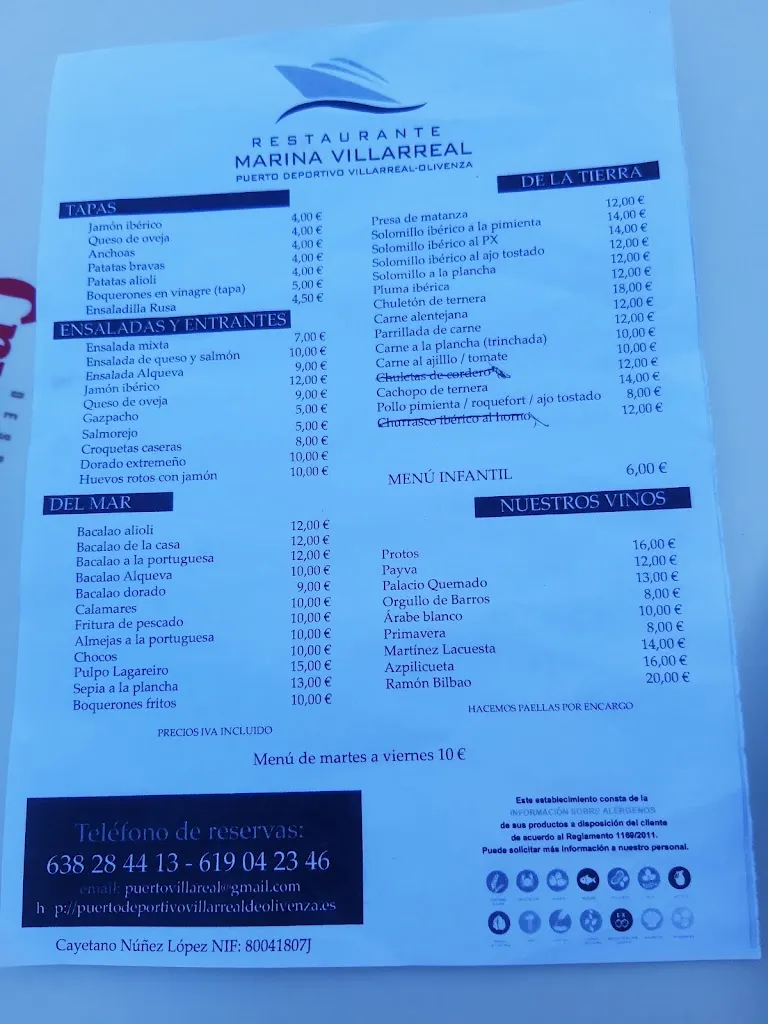 RESTAURANTE
MARINA VILLARREAL
PUERTO DEPORTIVO VILLARREAL-OLIVENZA
TAPAS
Jamón ibérico 4,00 €
Queso de oveja 4,00 €
Anchoas 4,00 €
Patatas bravas 4,00 €
Patatas alioli 4,00 €
Boquerones en vinagre (tapa) 5,00 €
Ensaladilla Rusa 4,50 €
ENSALADAS Y ENTRANTES
Ensalada mixta 7,00 €
Ensalada de queso y salmón 10,00 €
Ensalada Alqueva 9,00 €
Jamón ibérico 12,00 €
Queso de oveja 9,00 €
Gazpacho 5,00 €
Salmorejo 5,00 €
Croquetas caseras 8,00 €
Dorado extremeño 10,00 €
Huevos rotos con jamón 10,00 €
DEL MAR
Bacalao alioli 12,00 €
Bacalao de la casa 12,00 €
Bacalao a la portuguesa 12,00 €
Bacalao Alqueva 10,00 €
Bacalao dorado 9,00 €
Calamares 10,00 €
Fritura de pescado 10,00 €
Almejas a la portuguesa 10,00 €
Chocos 10,00 €
Pulpo Lagareiro 15,00 €
Sepia a la plancha 13,00 €
Boquerones fritos 10,00 €
PRECIOS IVA INCLUIDO
DE LA TIERRA
Presa de matanza 12,00 €
Solomillo ibérico a la pimienta 14,00 €
Solomillo ibérico al PX 14,00 €
Solomillo ibérico al ajo tostado 12,00 €
Solomillo a la plancha 12,00 €
Pluma ibérica 12,00 €
Chuletón de ternera 18,00 €
Carne alentejana 12,00 €
Parrillada de carne 12,00 €
Carne a la plancha (trinchada) 10,00 €
Carne al ajilllo / tomate 10,00 €
Chuletas de cordero 12,00 €
Cachopo de ternera 14,00 €
Pollo pimienta / roquefort / ajo tostado 8,00 €
Churrasco ibérico al horno 12,00 €
MENÚ INFANTIL 6,00 €
NUESTROS VINOS
Protos 16,00 €
Payva 12,00 €
Palacio Quemado 13,00 €
Orgullo de Barros 8,00 €
Árabe blanco 10,00 €
Primavera 8,00 €
Martínez Lacuesta 14,00 €
Azpilicueta 16,00 €
Ramón Bilbao 20,00 €
HACEMOS PAELLAS POR ENCARGO
Menú de martes a viernes 10 €
Teléfono de reservas:
638 28 44 13 - 619 04 23 46
email: puertovillareal@gmail.com
h p://puertodeportivovillarrealdeolivenza.es
Cayetano Núñez López NIF: 80041807J
Este establecimiento consta de la
INFORMACIÓN SOBRE ALÉRGENOS
de sus productos a disposición del cliente
de acuerdo al Reglamento 1169/2011.
Puede solicitar más información a nuestro personal.